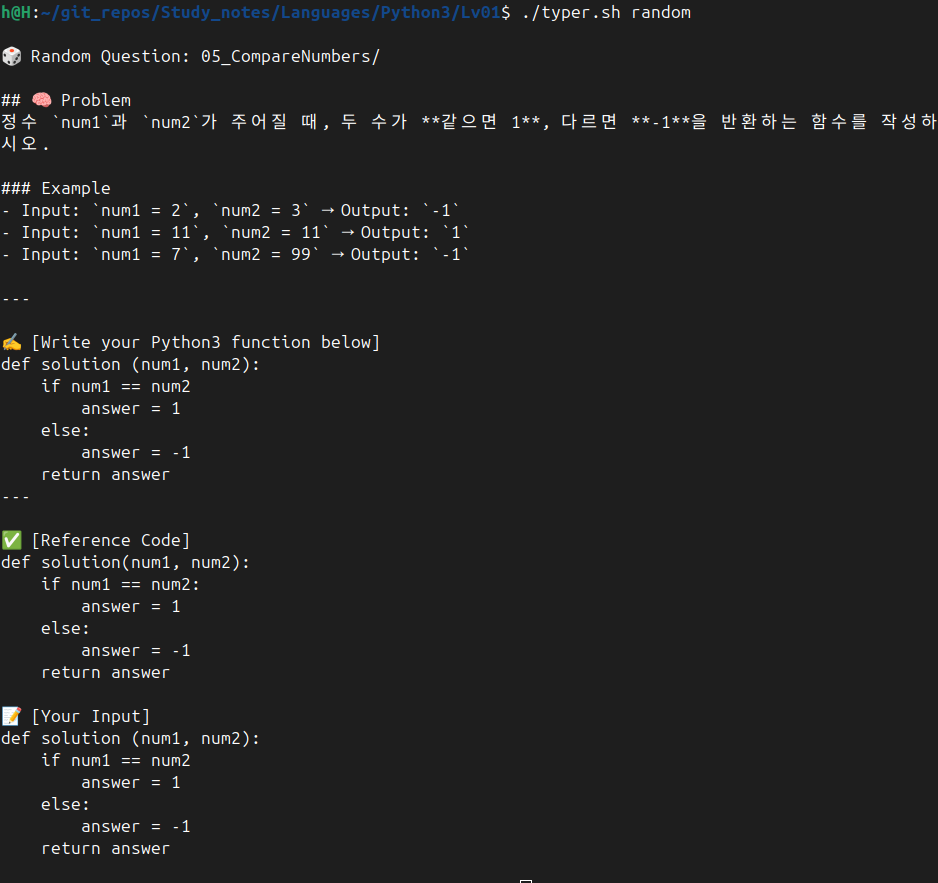 h@H:~/git_repos/Study_notes/Languages/Python3/Lv01$ ./typer.sh random
🎲 Random Question: 05_CompareNumbers/
## 🧠 Problem
정수 `num1`과 `num2`가 주어질 때, 두 수가 **같으면 1**, 다르면 **-1**을 반환하는 함수를 작성하
시오.
### Example
- Input: `num1 = 2`, `num2 = 3` → Output: `-1`
- Input: `num1 = 11`, `num2 = 11` → Output: `1`
- Input: `num1 = 7`, `num2 = 99` → Output: `-1`
---
✍️ [Write your Python3 function below]
def solution (num1, num2):
    if num1 == num2
        answer = 1
    else:
        answer = -1
    return answer
---
✅ [Reference Code]
def solution(num1, num2):
    if num1 == num2:
        answer = 1
    else:
        answer = -1
    return answer
📝 [Your Input]
def solution (num1, num2):
    if num1 == num2
        answer = 1
    else:
        answer = -1
    return answer